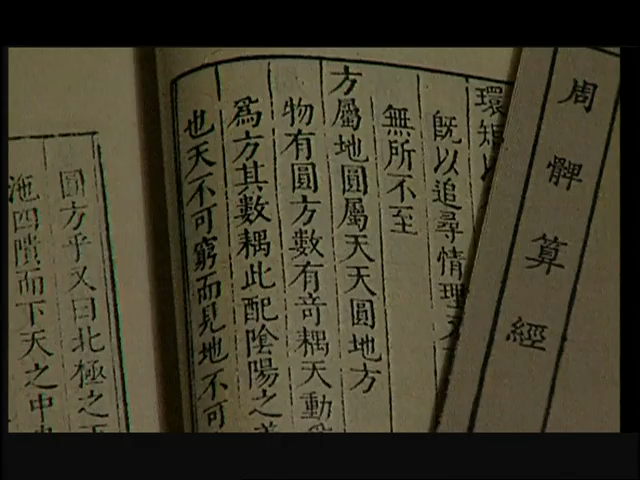 周髀算經
環矩以
旣以追尋情理
無所不至
方屬地圓屬天天圓地方
物有圓方數有竒耦天動
爲方其數耦此配陰陽之
也天不可窮而見地不可
圓方乎又曰北極之
沲四隤而下天之中